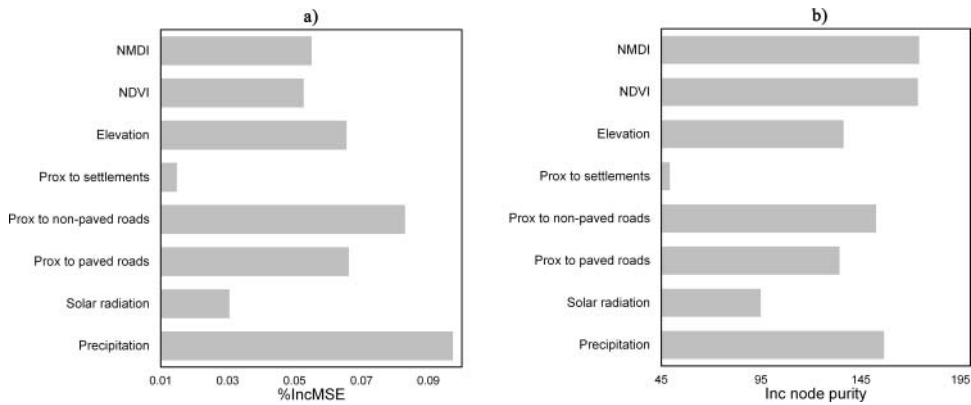 a)
NMDI
NDVI
Elevation
Prox to settlements
Prox to non-paved roads
Prox to paved roads
Solar radiation
Precipitation
0.01 0.03 0.05 0.07 0.09
%IncMSE
b)
NMDI
NDVI
Elevation
Prox to settlements
Prox to non-paved roads
Prox to paved roads
Solar radiation
Precipitation
45 95 145 195
Inc node purity